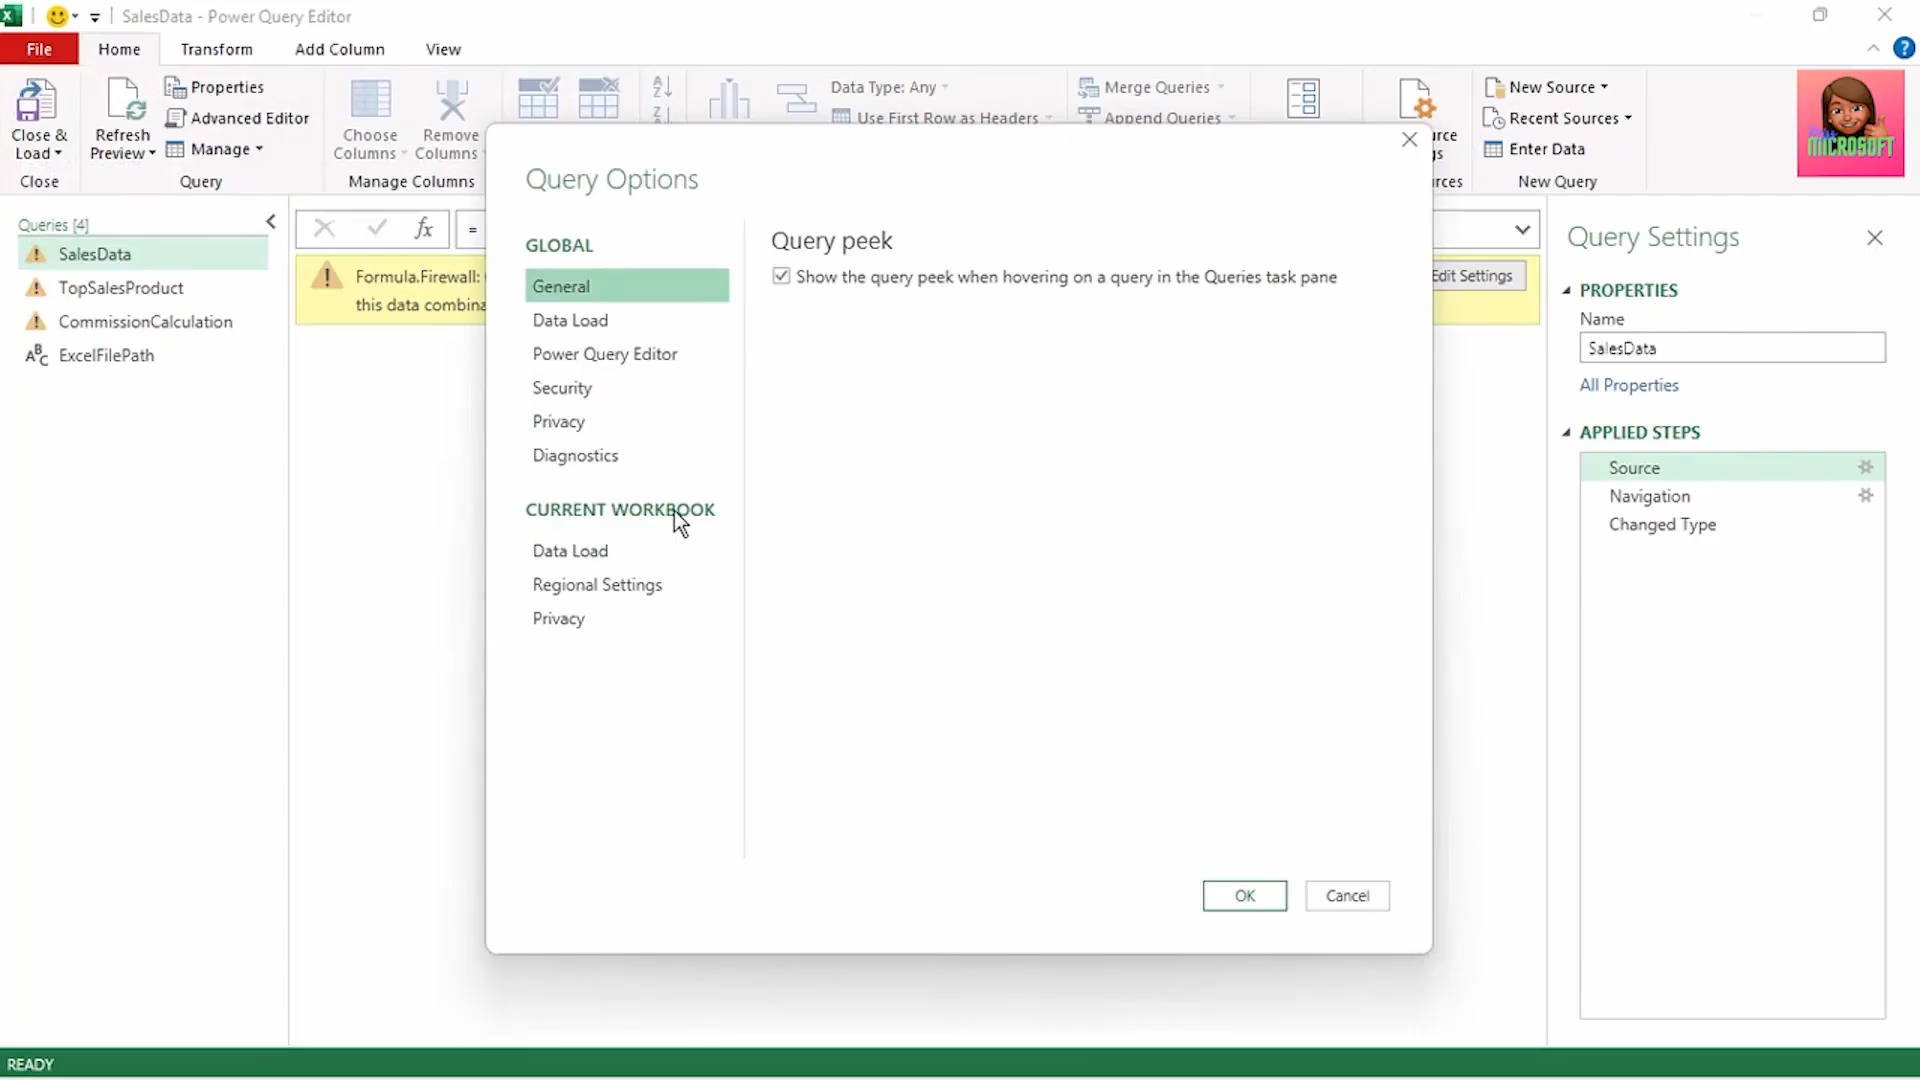 SalesData - Power Query Editor
File
Home
Transform
Add Column
View
Close &
Load
Close
Refresh
Preview
Properties
Advanced Editor
Manage
Query
Choose
Columns
Remove
Columns
Manage Columns
Data Type: Any
Use First Row as Headers
Merge Queries
Append Queries
New Source
Recent Sources
Enter Data
New Query
MICROSOFT
Queries [4]
SalesData
TopSalesProduct
CommissionCalculation
ABC ExcelFilePath
fx
=
Formula.Firewall:
this data combina
Edit Settings
Query Options
GLOBAL
General
Data Load
Power Query Editor
Security
Privacy
Diagnostics
CURRENT WORKBOOK
Data Load
Regional Settings
Privacy
Query peek
Show the query peek when hovering on a query in the Queries task pane
OK
Cancel
Query Settings
PROPERTIES
Name
SalesData
All Properties
APPLIED STEPS
Source
Navigation
Changed Type
READY